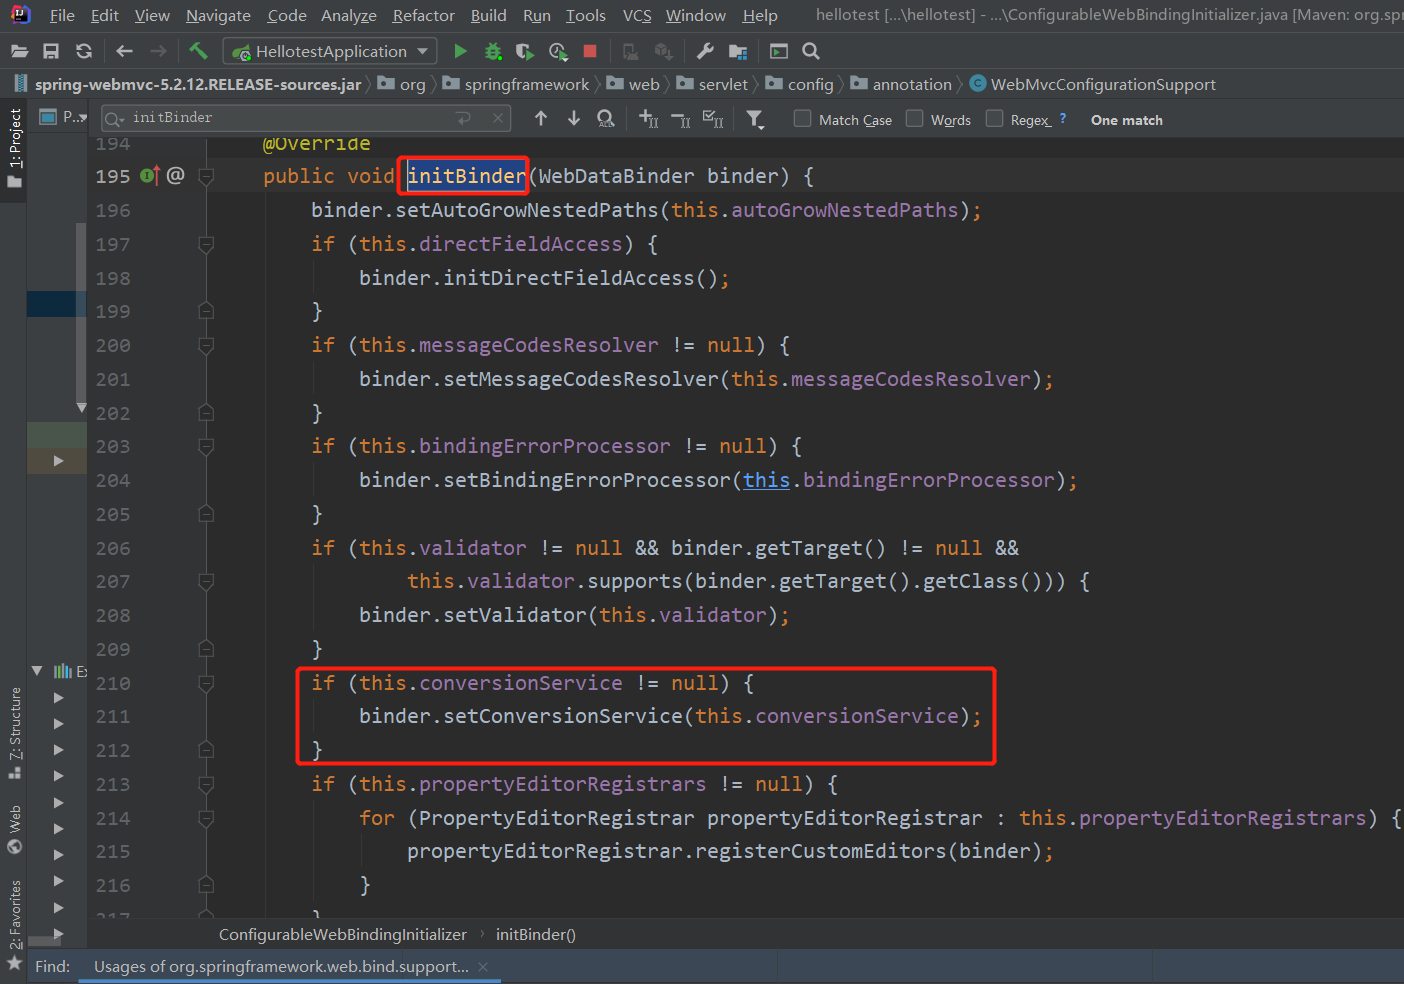 File Edit View Navigate Code Analyze Refactor Build Run Tools VCS Window Help hellotest [...\hellotest] - ...\ConfigurableWebBindingInitializer.java [Maven: org.spr
HellotestApplication
spring-webmvc-5.2.12.RELEASE-sources.jar org springframework web servlet config annotation WebMvcConfigurationSupport
1: Project
P...
initBinder Match Case Words Regex ? One match
194 @Override
195 @ public void initBinder(WebDataBinder binder) {
196 binder.setAutoGrowNestedPaths(this.autoGrowNestedPaths);
197 if (this.directFieldAccess) {
198 binder.initDirectFieldAccess();
199 }
200 if (this.messageCodesResolver != null) {
201 binder.setMessageCodesResolver(this.messageCodesResolver);
202 }
203 if (this.bindingErrorProcessor != null) {
204 binder.setBindingErrorProcessor(this.bindingErrorProcessor);
205 }
206 if (this.validator != null && binder.getTarget() != null &&
207 this.validator.supports(binder.getTarget().getClass())) {
208 binder.setValidator(this.validator);
209 }
210 if (this.conversionService != null) {
211 binder.setConversionService(this.conversionService);
212 }
213 if (this.propertyEditorRegistrars != null) {
214 for (PropertyEditorRegistrar propertyEditorRegistrar : this.propertyEditorRegistrars) {
215 propertyEditorRegistrar.registerCustomEditors(binder);
216 }
217 }
Ex
Z: Structure
Web
2: Favorites
ConfigurableWebBindingInitializer › initBinder()
Find: Usages of org.springframework.web.bind.support...